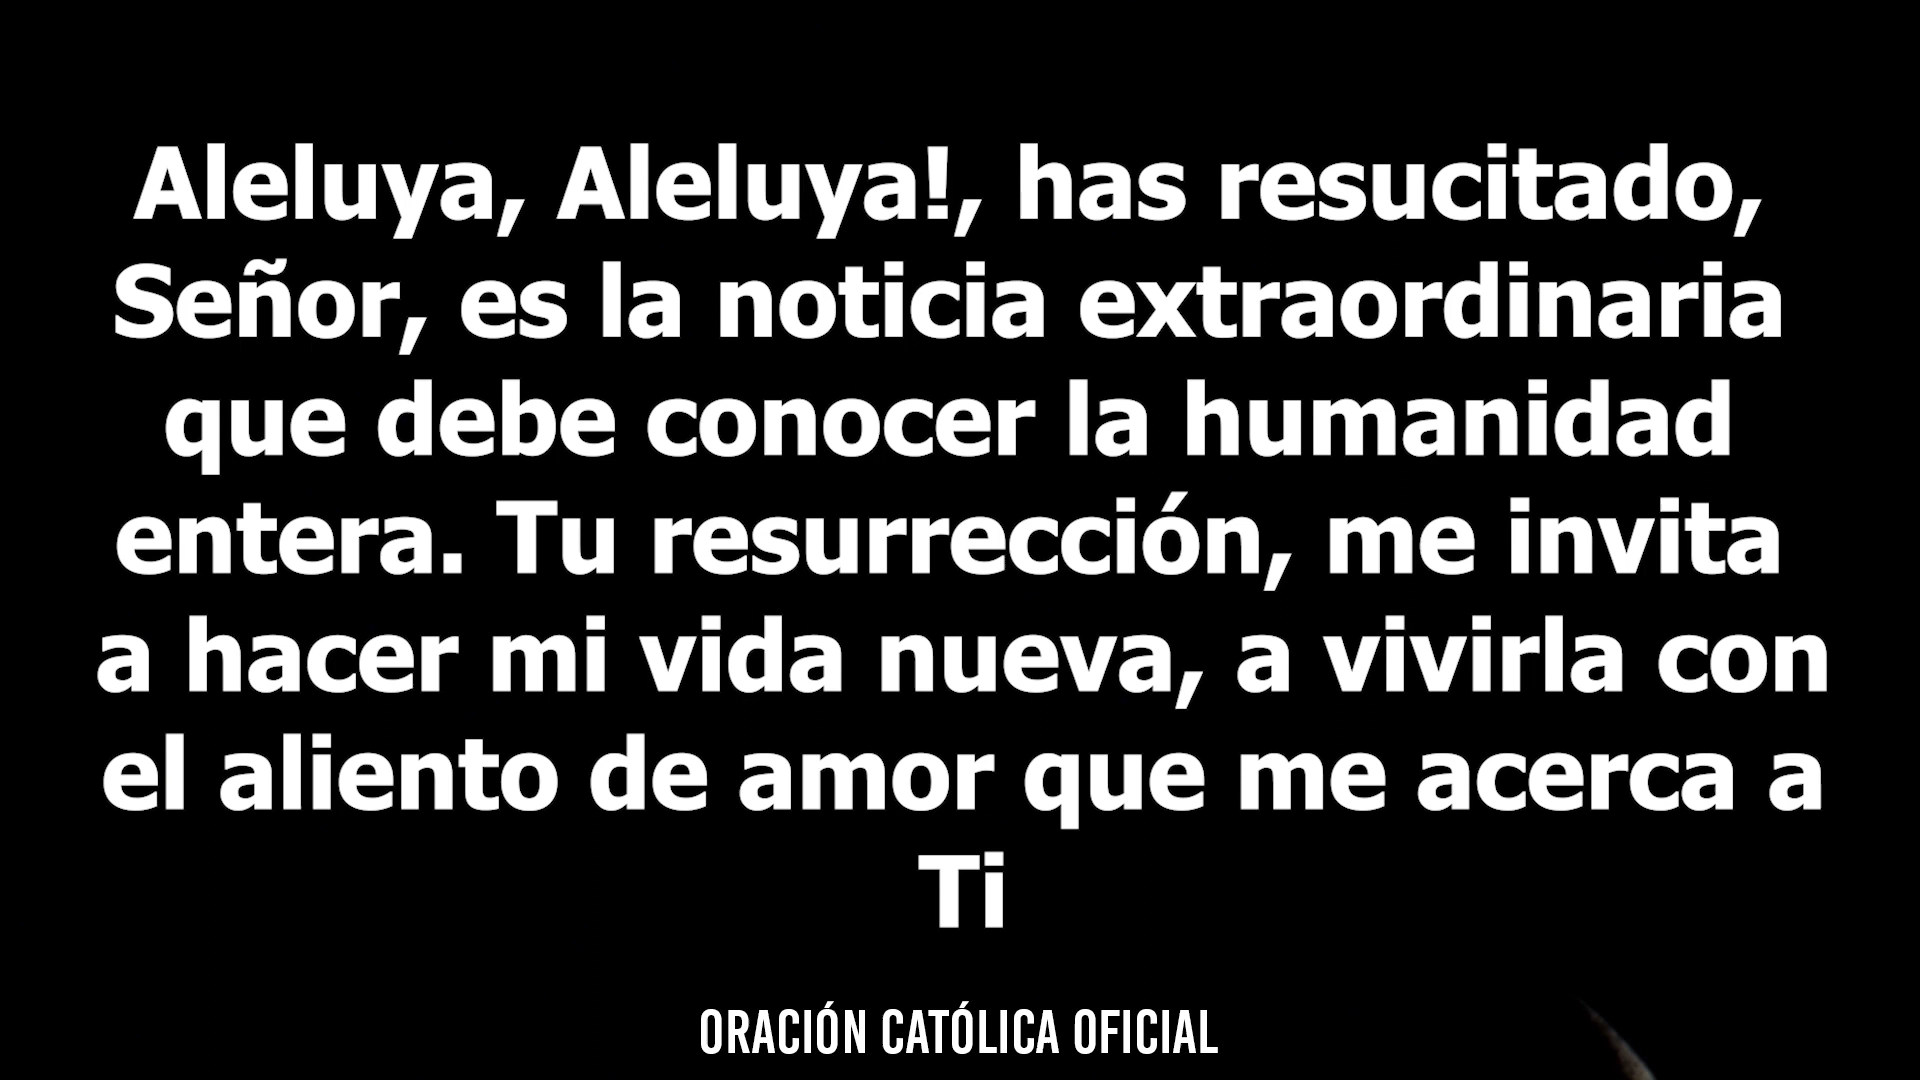 Aleluya, Aleluya!, has resucitado,
Señor, es la noticia extraordinaria
que debe conocer la humanidad
entera. Tu resurrección, me invita
a hacer mi vida nueva, a vivirla con
el aliento de amor que me acerca a
Ti
ORACIÓN CATÓLICA OFICIAL